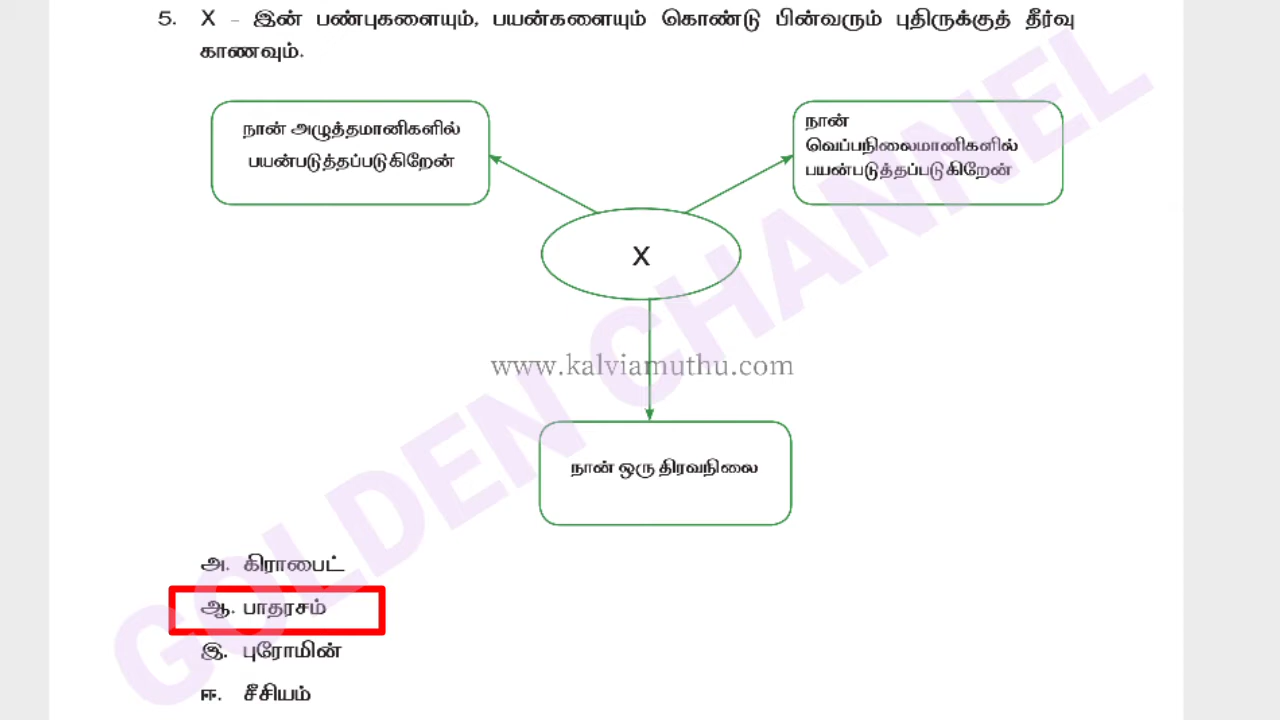 5. X - இன் பண்புகளையும், பயன்களையும் கொண்டு பின்வரும் புதிருக்குத் தீர்வு
காணவும்.
நான் அழுத்தமானிகளில்
பயன்படுத்தப்படுகிறேன்
நான்
வெப்பநிலைமானிகளில்
பயன்படுத்தப்படுகிறேன்
X
www.kalviamuthu.com
நான் ஒரு திரவநிலை
அ. கிராபைட்
ஆ. பாதரசம்
இ. புரோமின்
ஈ. சீசியம்
GOLDEN CHANNEL